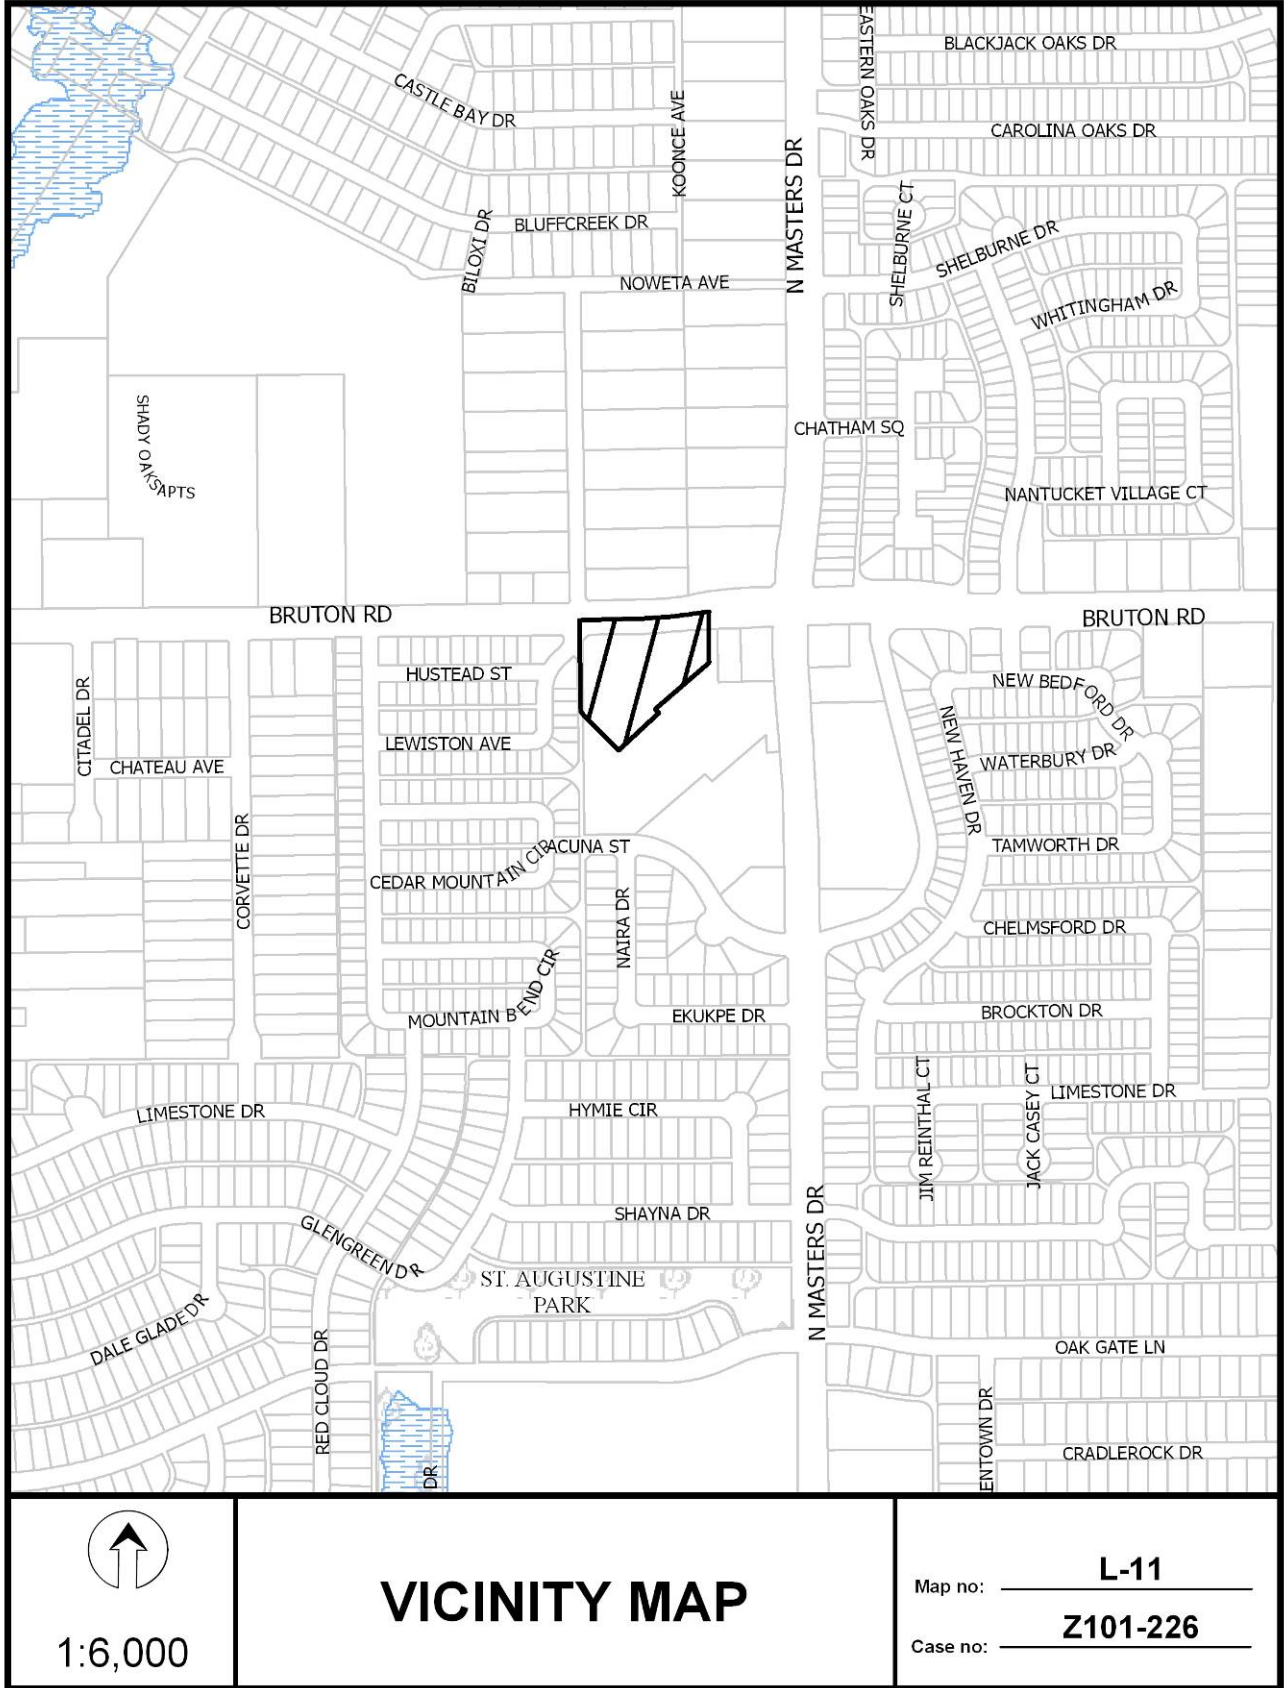 BLACKJACK OAKS DR
EASTERN OAKS DR
CASTLE BAY DR
KOONCE AVE
CAROLINA OAKS DR
N MASTERS DR
SHELBURNE CT
BILOXI DR
BLUFFCREEK DR
SHELBURNE DR
NOWETA AVE
WHITINGHAM DR
SHADY OAKS APTS
CHATHAM SQ
NANTUCKET VILLAGE CT
BRUTON RD
BRUTON RD
CITADEL DR
HUSTEAD ST
NEW BEDFORD DR
LEWISTON AVE
NEW HAVEN DR
WATERBURY DR
CHATEAU AVE
CORVETTE DR
ACUNA ST
TAMWORTH DR
CEDAR MOUNTAIN CIR
NAIRA DR
CHELMSFORD DR
MOUNTAIN BEND CIR
EKUKPE DR
BROCKTON DR
JIM REINTHAL CT
JACK CASEY CT
LIMESTONE DR
LIMESTONE DR
HYMIE CIR
SHAYNA DR
N MASTERS DR
GLENGREEN DR
ST. AUGUSTINE
PARK
DALE GLADE DR
RED CLOUD DR
OAK GATE LN
ENTOWN DR
CRADLEROCK DR
DR
1:6,000
VICINITY MAP
Map no: L-11
Case no: Z101-226